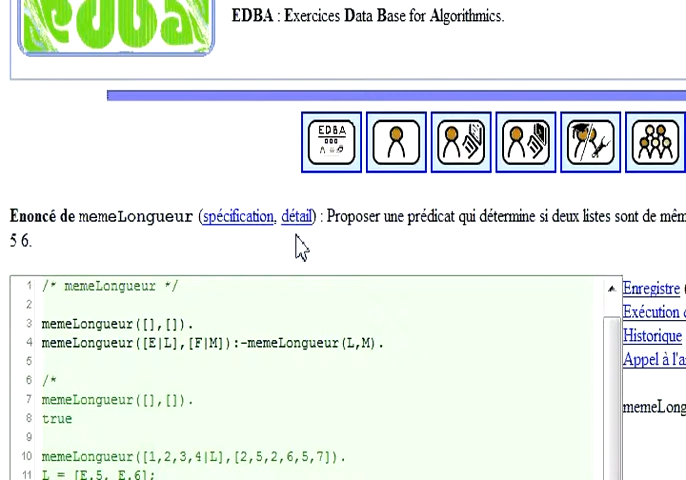 edba
EDBA : Exercices Data Base for Algorithmics.
EDBA
Enoncé de memeLongueur (spécification, détail) : Proposer une prédicat qui détermine si deux listes sont de mêm
5 6.
1 /* memeLongueur */
2
3 memeLongueur([],[]).
4 memeLongueur([E|L],[F|M]):-memeLongueur(L,M).
5
6 /*
7 memeLongueur([],[]).
8 true
9
10 memeLongueur([1,2,3,4|L],[2,5,2,6,5,7]).
11 L = [E.5, E.6];
Enregistre (
Exécution
Historique
Appel à l'a
memeLong